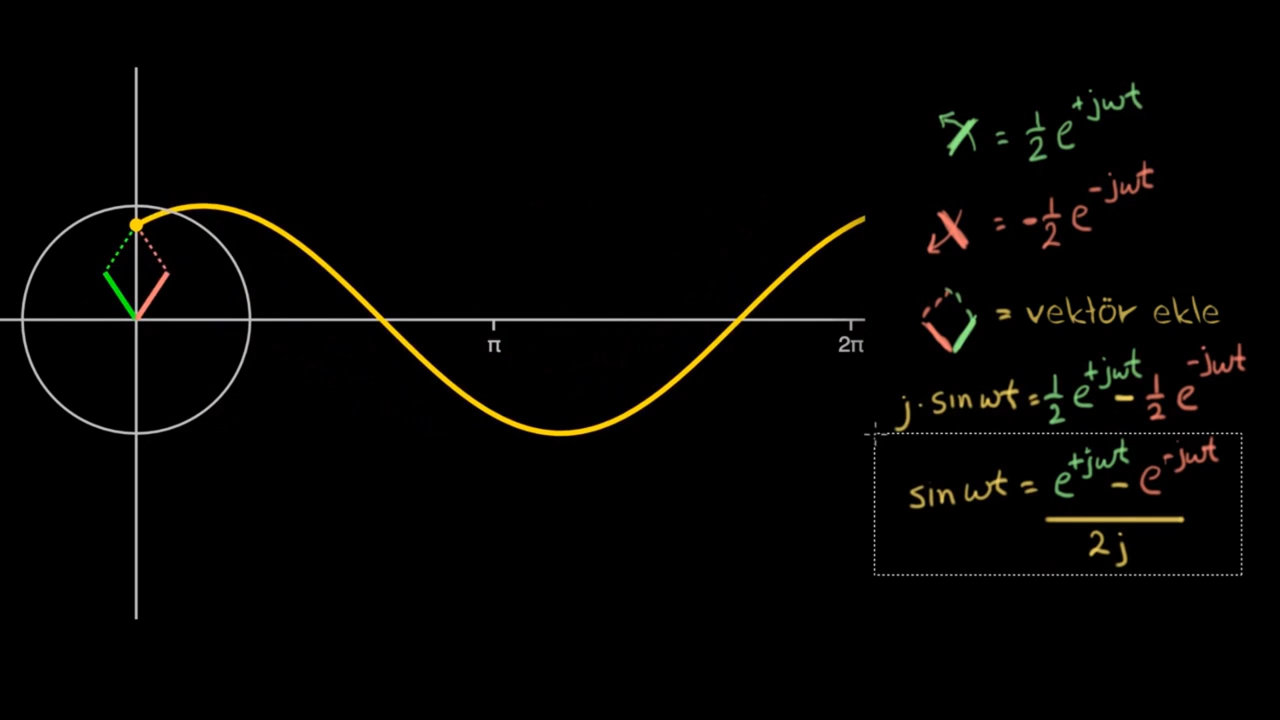 = ½ e^{+jωt}
= -½ e^{-jωt}
= vektör ekle
j·sin ωt = ½ e^{+jωt} - ½ e^{-jωt}
sin ωt = e^{+jωt} - e^{-jωt}
2j
π 2π